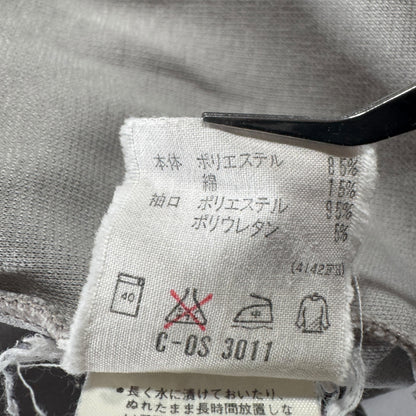 本体 ポリエステル 85%
綿 15%
袖口 ポリエステル 95%
ポリウレタン 5%
40
C-OS 3011
●長く水に漬けておいたり、
ぬれたまま長時間放置しな